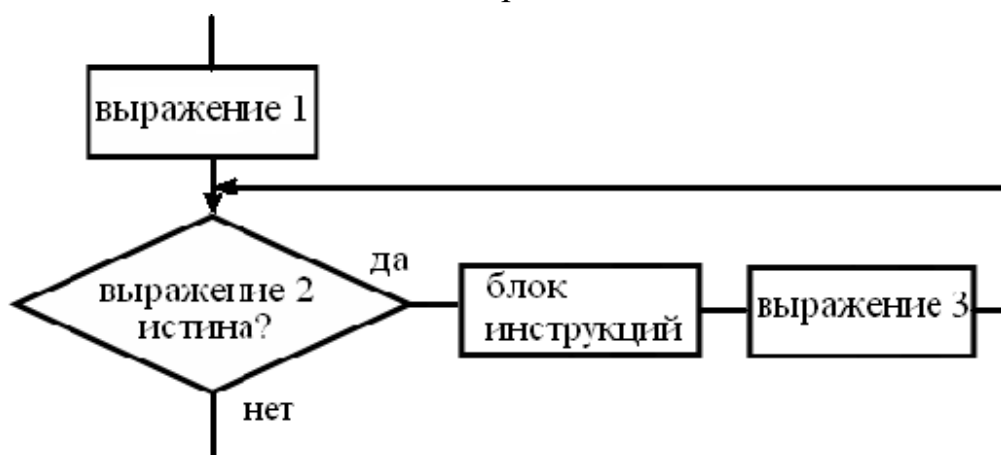 выражение 1
да
выражение 2
истина?
блок
инструкций
выражение 3
нет